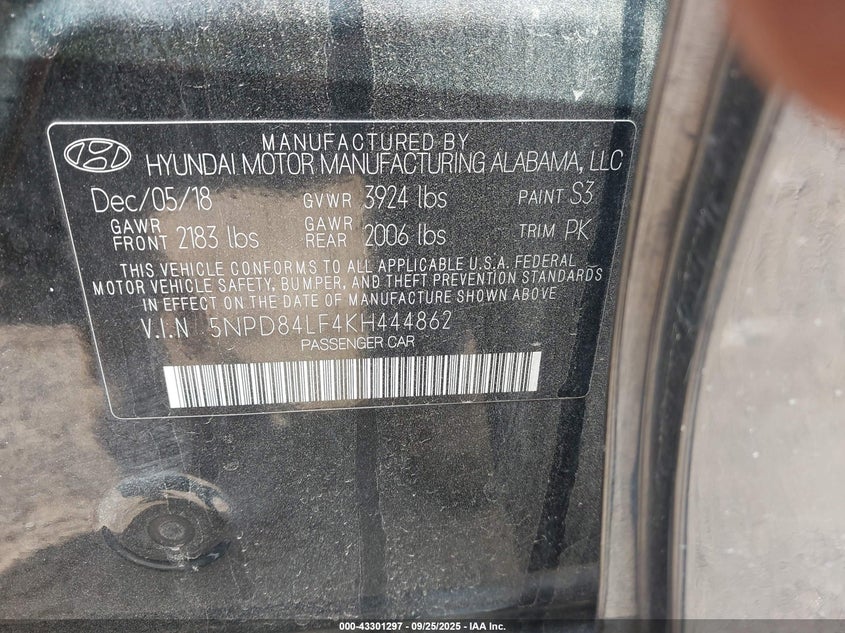 MANUFACTURED BY
HYUNDAI MOTOR MANUFACTURING ALABAMA, LLC
Dec/05/18 GVWR 3924 lbs PAINT S3
GAWR FRONT 2183 lbs GAWR REAR 2006 lbs TRIM PK
THIS VEHICLE CONFORMS TO ALL APPLICABLE U.S.A. FEDERAL
MOTOR VEHICLE SAFETY, BUMPER, AND THEFT PREVENTION STANDARDS
IN EFFECT ON THE DATE OF MANUFACTURE SHOWN ABOVE
V.I.N 5NPD84LF4KH444862
PASSENGER CAR
000-43301297 - 09/25/2025 - IAA Inc.